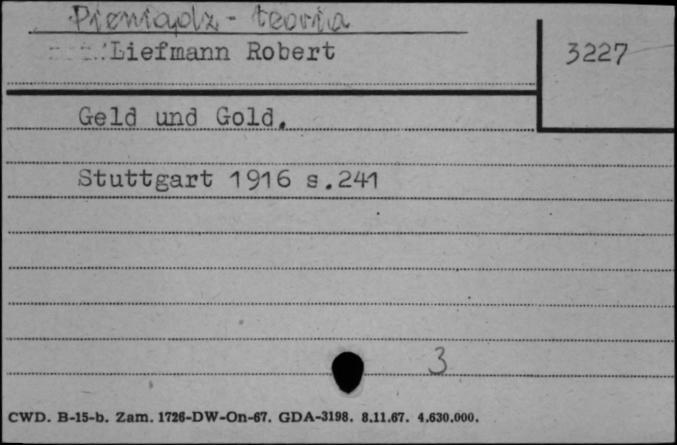 Pieniądz - teoria
Liefmann Robert
3227
Geld und Gold.
Stuttgart 1916 s.241
3
CWD. B-15-b. Zam. 1726-DW-On-67. GDA-3198. 8.11.67. 4.630.000.